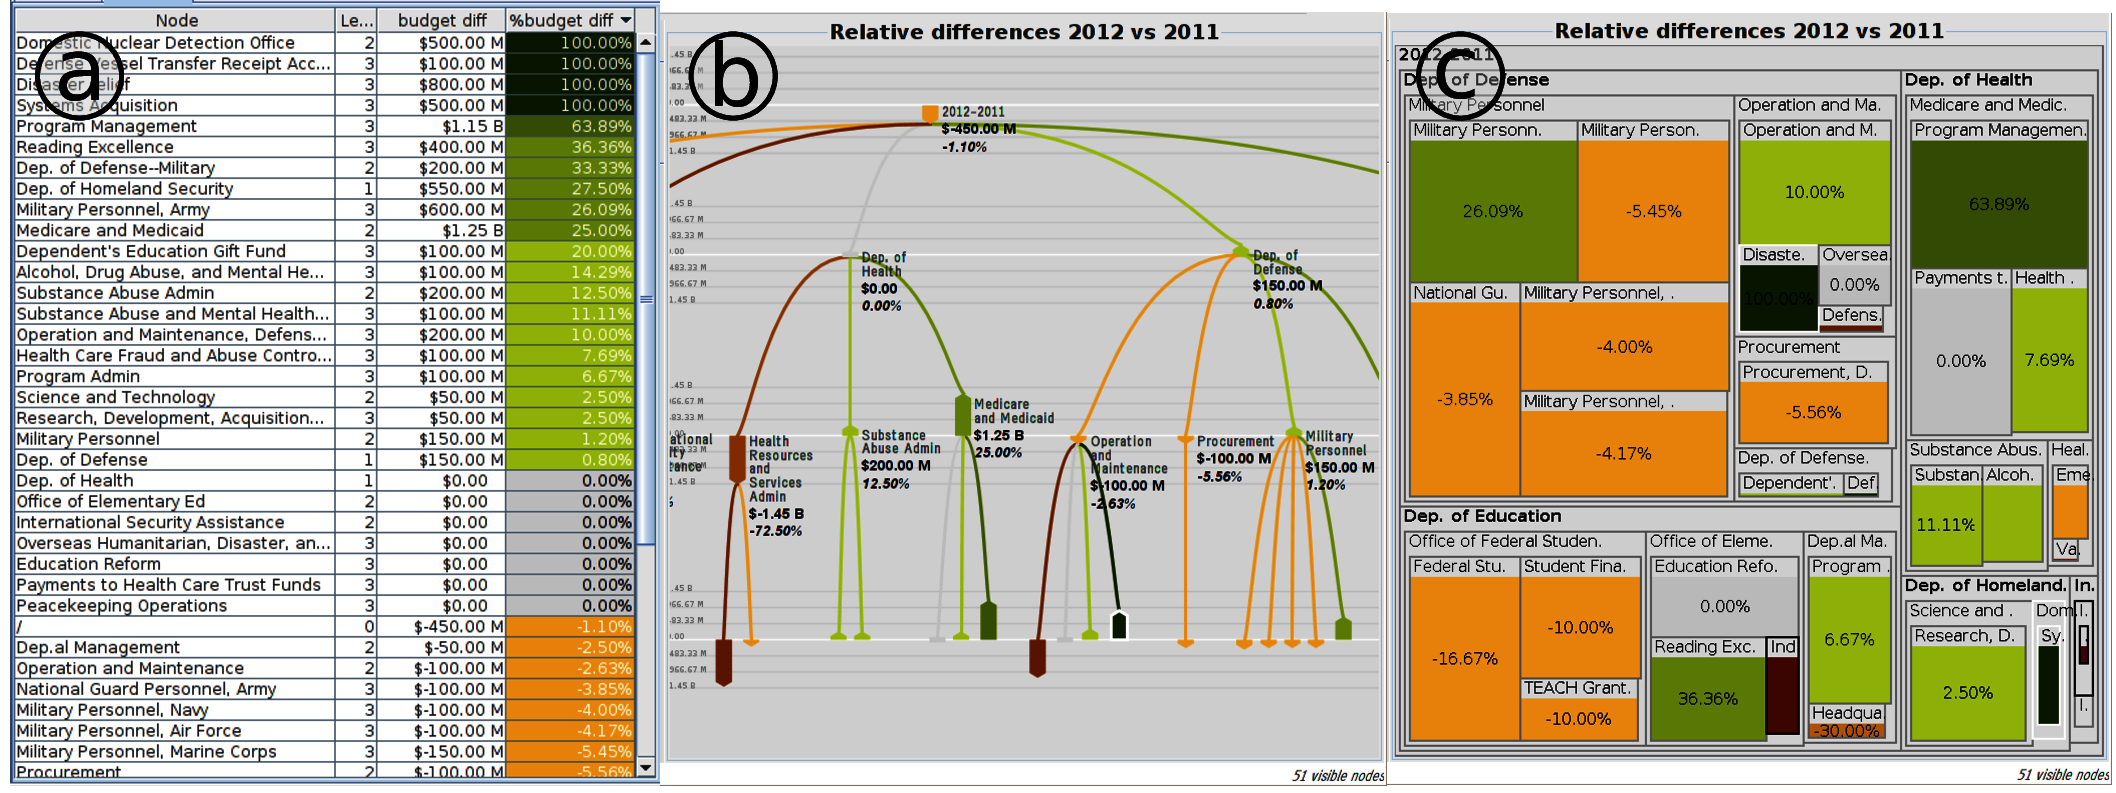 Node Le... budget diff %budget diff
Domestic Nuclear Detection Office 2 $500.00 M 100.00%
Defense Vessel Transfer Receipt Acc... 3 $100.00 M 100.00%
Disaster Relief 3 $800.00 M 100.00%
Systems Acquisition 3 $500.00 M 100.00%
Program Management 3 $1.15 B 63.89%
Reading Excellence 3 $400.00 M 36.36%
Dep. of Defense--Military 2 $200.00 M 33.33%
Dep. of Homeland Security 1 $550.00 M 27.50%
Military Personnel, Army 3 $600.00 M 26.09%
Medicare and Medicaid 2 $1.25 B 25.00%
Dependent's Education Gift Fund 3 $100.00 M 20.00%
Alcohol, Drug Abuse, and Mental He... 3 $100.00 M 14.29%
Substance Abuse Admin 2 $200.00 M 12.50%
Substance Abuse and Mental Health... 3 $100.00 M 11.11%
Operation and Maintenance, Defens... 3 $200.00 M 10.00%
Health Care Fraud and Abuse Contro... 3 $100.00 M 7.69%
Program Admin 3 $100.00 M 6.67%
Science and Technology 2 $50.00 M 2.50%
Research, Development, Acquisition... 3 $50.00 M 2.50%
Military Personnel 2 $150.00 M 1.20%
Dep. of Defense 1 $150.00 M 0.80%
Dep. of Health 1 $0.00 0.00%
Office of Elementary Ed 2 $0.00 0.00%
International Security Assistance 2 $0.00 0.00%
Overseas Humanitarian, Disaster, an... 3 $0.00 0.00%
Education Reform 3 $0.00 0.00%
Payments to Health Care Trust Funds 3 $0.00 0.00%
Peacekeeping Operations 3 $0.00 0.00%
/ 0 $-450.00 M -1.10%
Dep.al Management 2 $-50.00 M -2.50%
Operation and Maintenance 2 $-100.00 M -2.63%
National Guard Personnel, Army 3 $-100.00 M -3.85%
Military Personnel, Navy 3 $-100.00 M -4.00%
Military Personnel, Air Force 3 $-100.00 M -4.17%
Military Personnel, Marine Corps 3 $-150.00 M -5.45%
Procurement 2 $-100.00 M -5.56%
a
Relative differences 2012 vs 2011
b
2012-2011
$-450.00 M
-1.10%
Dep. of
Health
$0.00
0.00%
Dep. of
Defense
$150.00 M
0.80%
Health
Resources
and
Services
Admin
$-1.45 B
-72.50%
Substance
Abuse Admin
$200.00 M
12.50%
Medicare
and Medicaid
$1.25 B
25.00%
Operation
and
Maintenance
$-100.00 M
-2.63%
Procurement
$-100.00 M
-5.56%
Military
Personnel
$150.00 M
1.20%
51 visible nodes
Relative differences 2012 vs 2011
2012-2011
c
Dep. of Defense
Military Personnel
Military Personn.
26.09%
Military Person.
-5.45%
National Gu.
-3.85%
Military Personnel, .
-4.00%
Military Personnel, .
-4.17%
Operation and Ma.
Operation and M.
10.00%
Disaste.
100.00%
Oversea.
0.00%
Defens.
Procurement
Procurement, D.
-5.56%
Dep. of Defense.
Dependent'.
Def.
Dep. of Health
Medicare and Medic.
Program Managemen.
63.89%
Payments t.
0.00%
Health .
7.69%
Substance Abus.
Substan.
11.11%
Alcoh.
Heal.
Eme
Va.
Dep. of Education
Office of Federal Studen.
Federal Stu.
-16.67%
Student Fina.
-10.00%
TEACH Grant.
-10.00%
Office of Eleme.
Education Refo.
0.00%
Reading Exc.
36.36%
Ind
Dep.al Ma.
Program .
6.67%
Headqua.
-30.00%
Dep. of Homeland.
Science and .
Research, D.
2.50%
Dom.
Sy.
In.
I.
I.
51 visible nodes